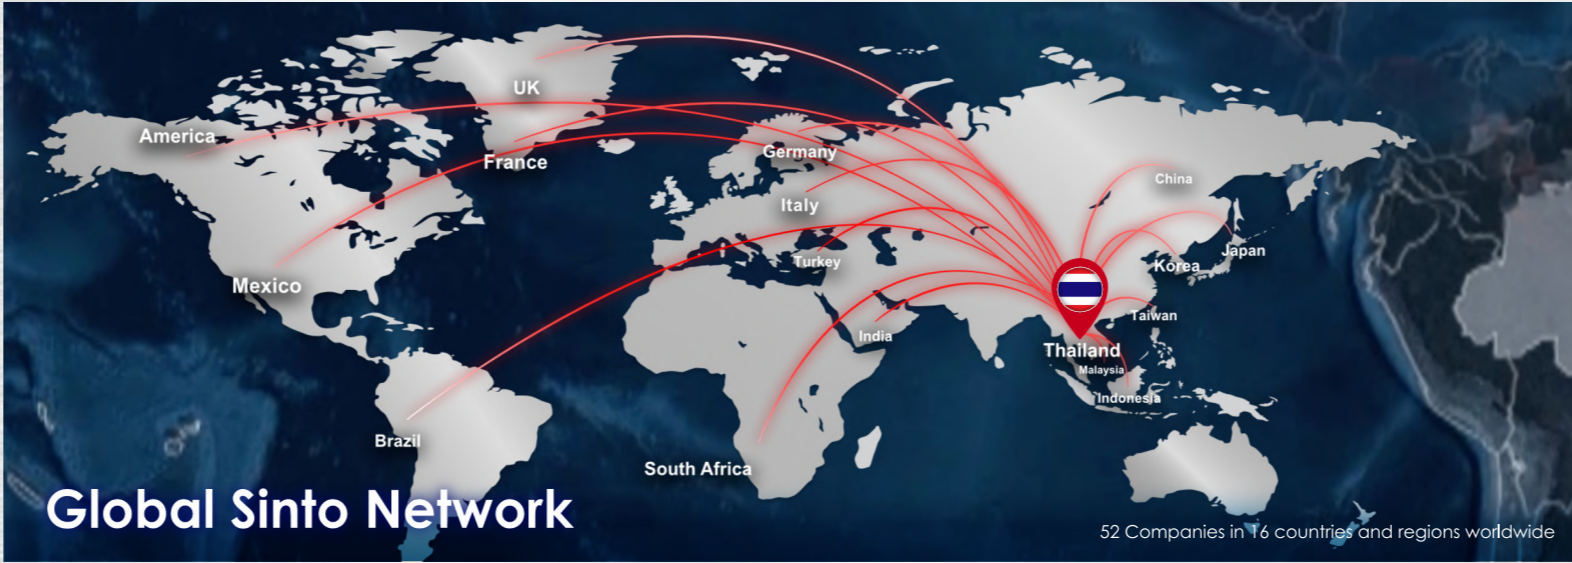 UK
America
France
Germany
China
Italy
Turkey
Korea
Japan
Mexico
India
Taiwan
Thailand
Malaysia
Indonesia
Brazil
South Africa
Global Sinto Network
52 Companies in 16 countries and regions worldwide